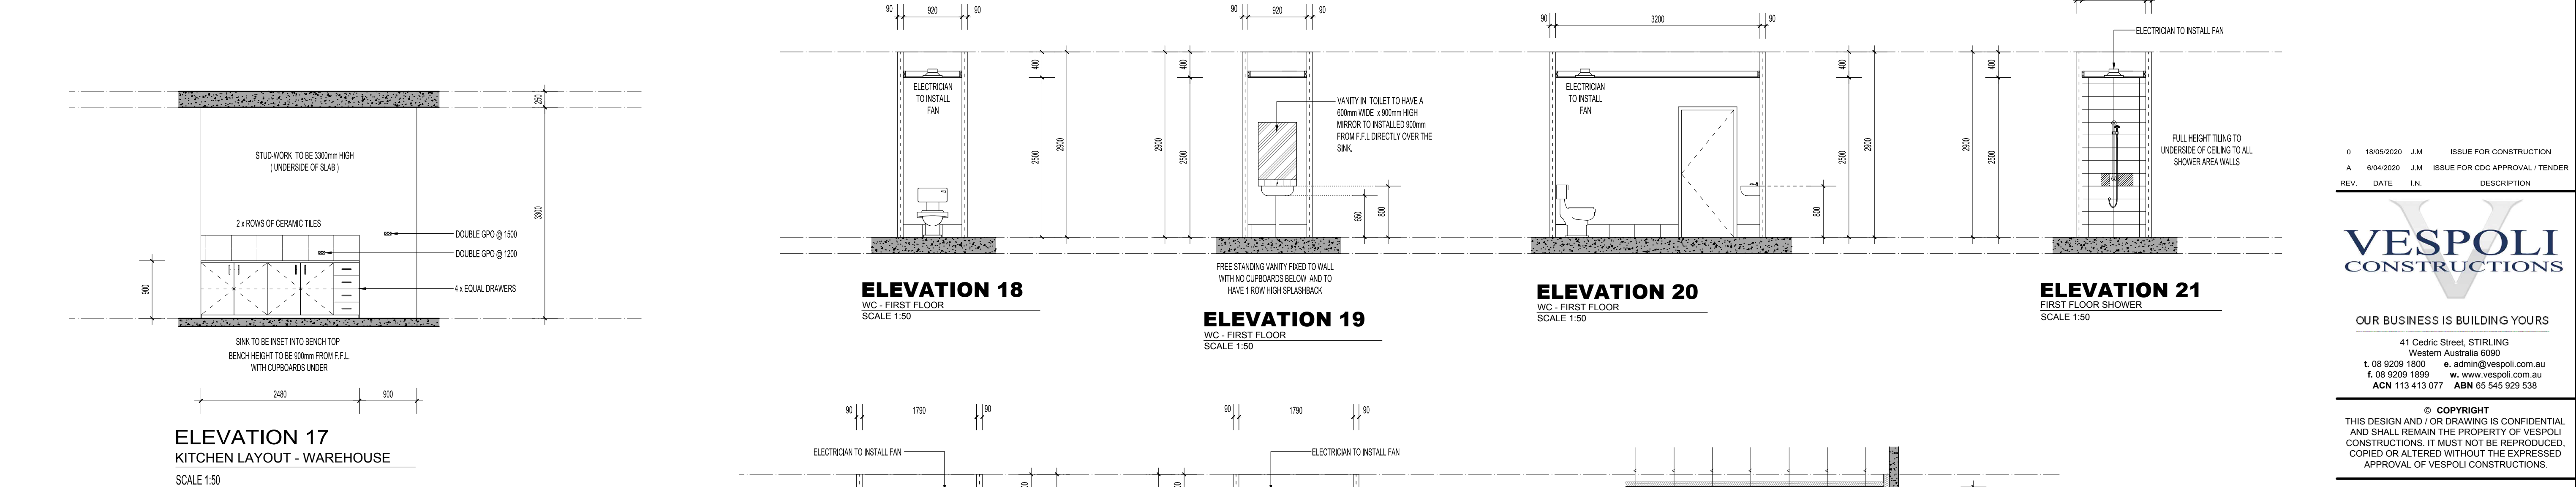 250
STUD-WORK TO BE 3300mm HIGH
( UNDERSIDE OF SLAB )
2 x ROWS OF CERAMIC TILES
DOUBLE GPO @ 1500
DOUBLE GPO @ 1200
4 x EQUAL DRAWERS
900
3300
SINK TO BE INSET INTO BENCH TOP
BENCH HEIGHT TO BE 900mm FROM F.F.L.
WITH CUPBOARDS UNDER
2480
900
ELEVATION 17
KITCHEN LAYOUT - WAREHOUSE
SCALE 1:50
90
920
90
ELECTRICIAN
TO INSTALL
FAN
400
2500
2900
ELEVATION 18
WC - FIRST FLOOR
SCALE 1:50
90
920
90
2900
400
2500
VANITY IN TOILET TO HAVE A
600mm WIDE x 900mm HIGH
MIRROR TO INSTALLED 900mm
FROM F.F.L DIRECTLY OVER THE
SINK.
650
800
FREE STANDING VANITY FIXED TO WALL
WITH NO CUPBOARDS BELOW AND TO
HAVE 1 ROW HIGH SPLASHBACK
ELEVATION 19
WC - FIRST FLOOR
SCALE 1:50
90
3200
90
ELECTRICIAN
TO INSTALL
FAN
800
400
2500
2900
ELEVATION 20
WC - FIRST FLOOR
SCALE 1:50
2900
400
2500
ELECTRICIAN TO INSTALL FAN
FULL HEIGHT TILING TO
UNDERSIDE OF CEILING TO ALL
SHOWER AREA WALLS
ELEVATION 21
FIRST FLOOR SHOWER
SCALE 1:50
90
1790
90
ELECTRICIAN TO INSTALL FAN
90
1790
90
ELECTRICIAN TO INSTALL FAN
0 18/05/2020 J.M ISSUE FOR CONSTRUCTION
A 6/04/2020 J.M ISSUE FOR CDC APPROVAL / TENDER
REV. DATE I.N. DESCRIPTION
VESPOLI
CONSTRUCTIONS
OUR BUSINESS IS BUILDING YOURS
41 Cedric Street, STIRLING
Western Australia 6090
t. 08 9209 1800 e. admin@vespoli.com.au
f. 08 9209 1899 w. www.vespoli.com.au
ACN 113 413 077 ABN 65 545 929 538
© COPYRIGHT
THIS DESIGN AND / OR DRAWING IS CONFIDENTIAL
AND SHALL REMAIN THE PROPERTY OF VESPOLI
CONSTRUCTIONS. IT MUST NOT BE REPRODUCED,
COPIED OR ALTERED WITHOUT THE EXPRESSED
APPROVAL OF VESPOLI CONSTRUCTIONS.